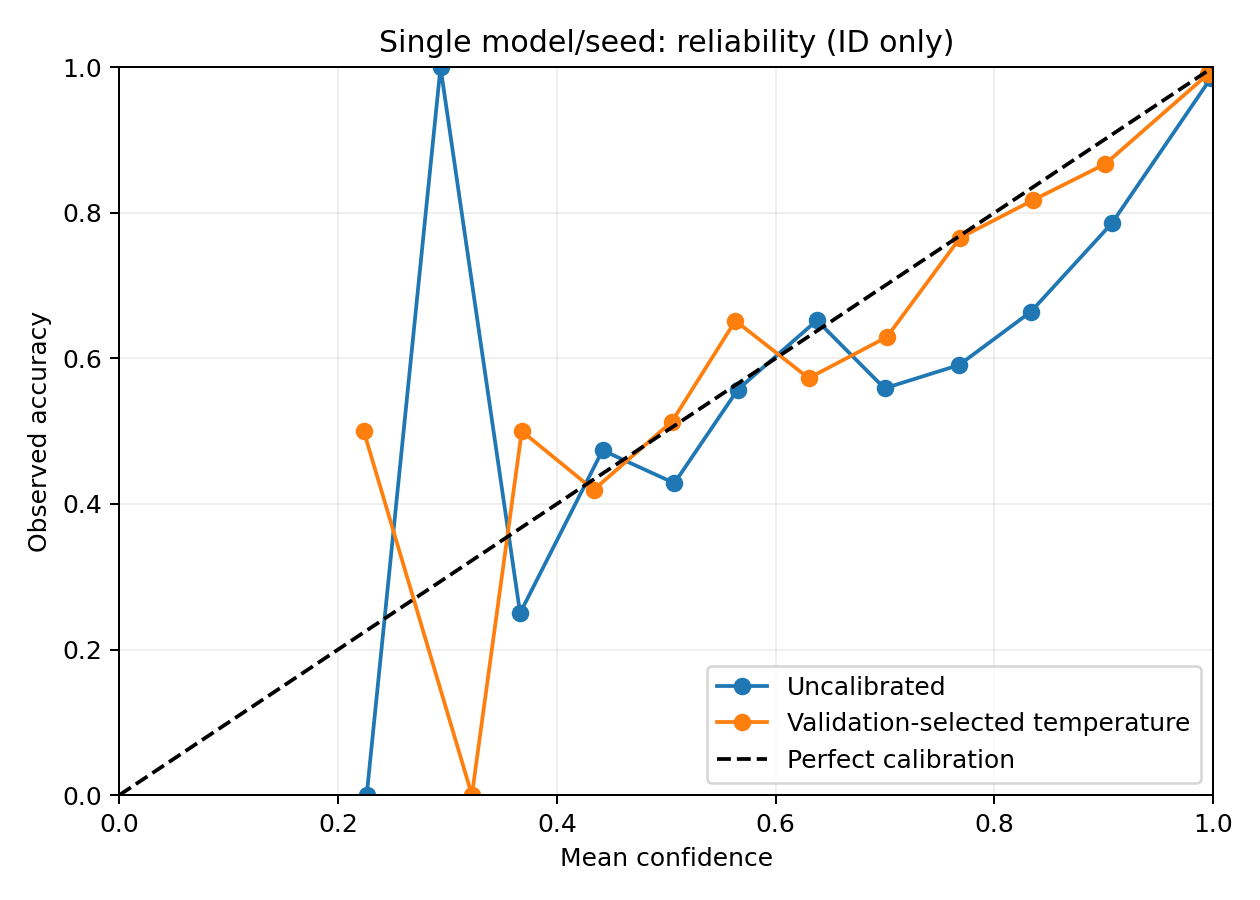 Single model/seed: reliability (ID only)
1.0
0.8
0.6
0.4
0.2
0.0
Observed accuracy
Uncalibrated
Validation-selected temperature
Perfect calibration
0.0 0.2 0.4 0.6 0.8 1.0
Mean confidence